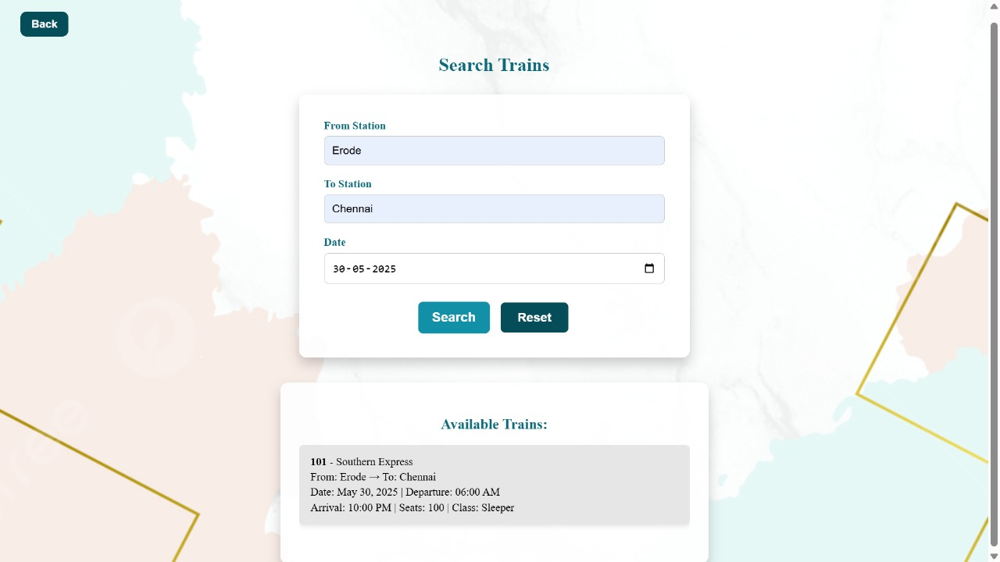 Back
Search Trains
From Station
Erode
To Station
Chennai
Date
30-05-2025
Search
Reset
Available Trains:
101 - Southern Express
From: Erode → To: Chennai
Date: May 30, 2025 | Departure: 06:00 AM
Arrival: 10:00 PM | Seats: 100 | Class: Sleeper